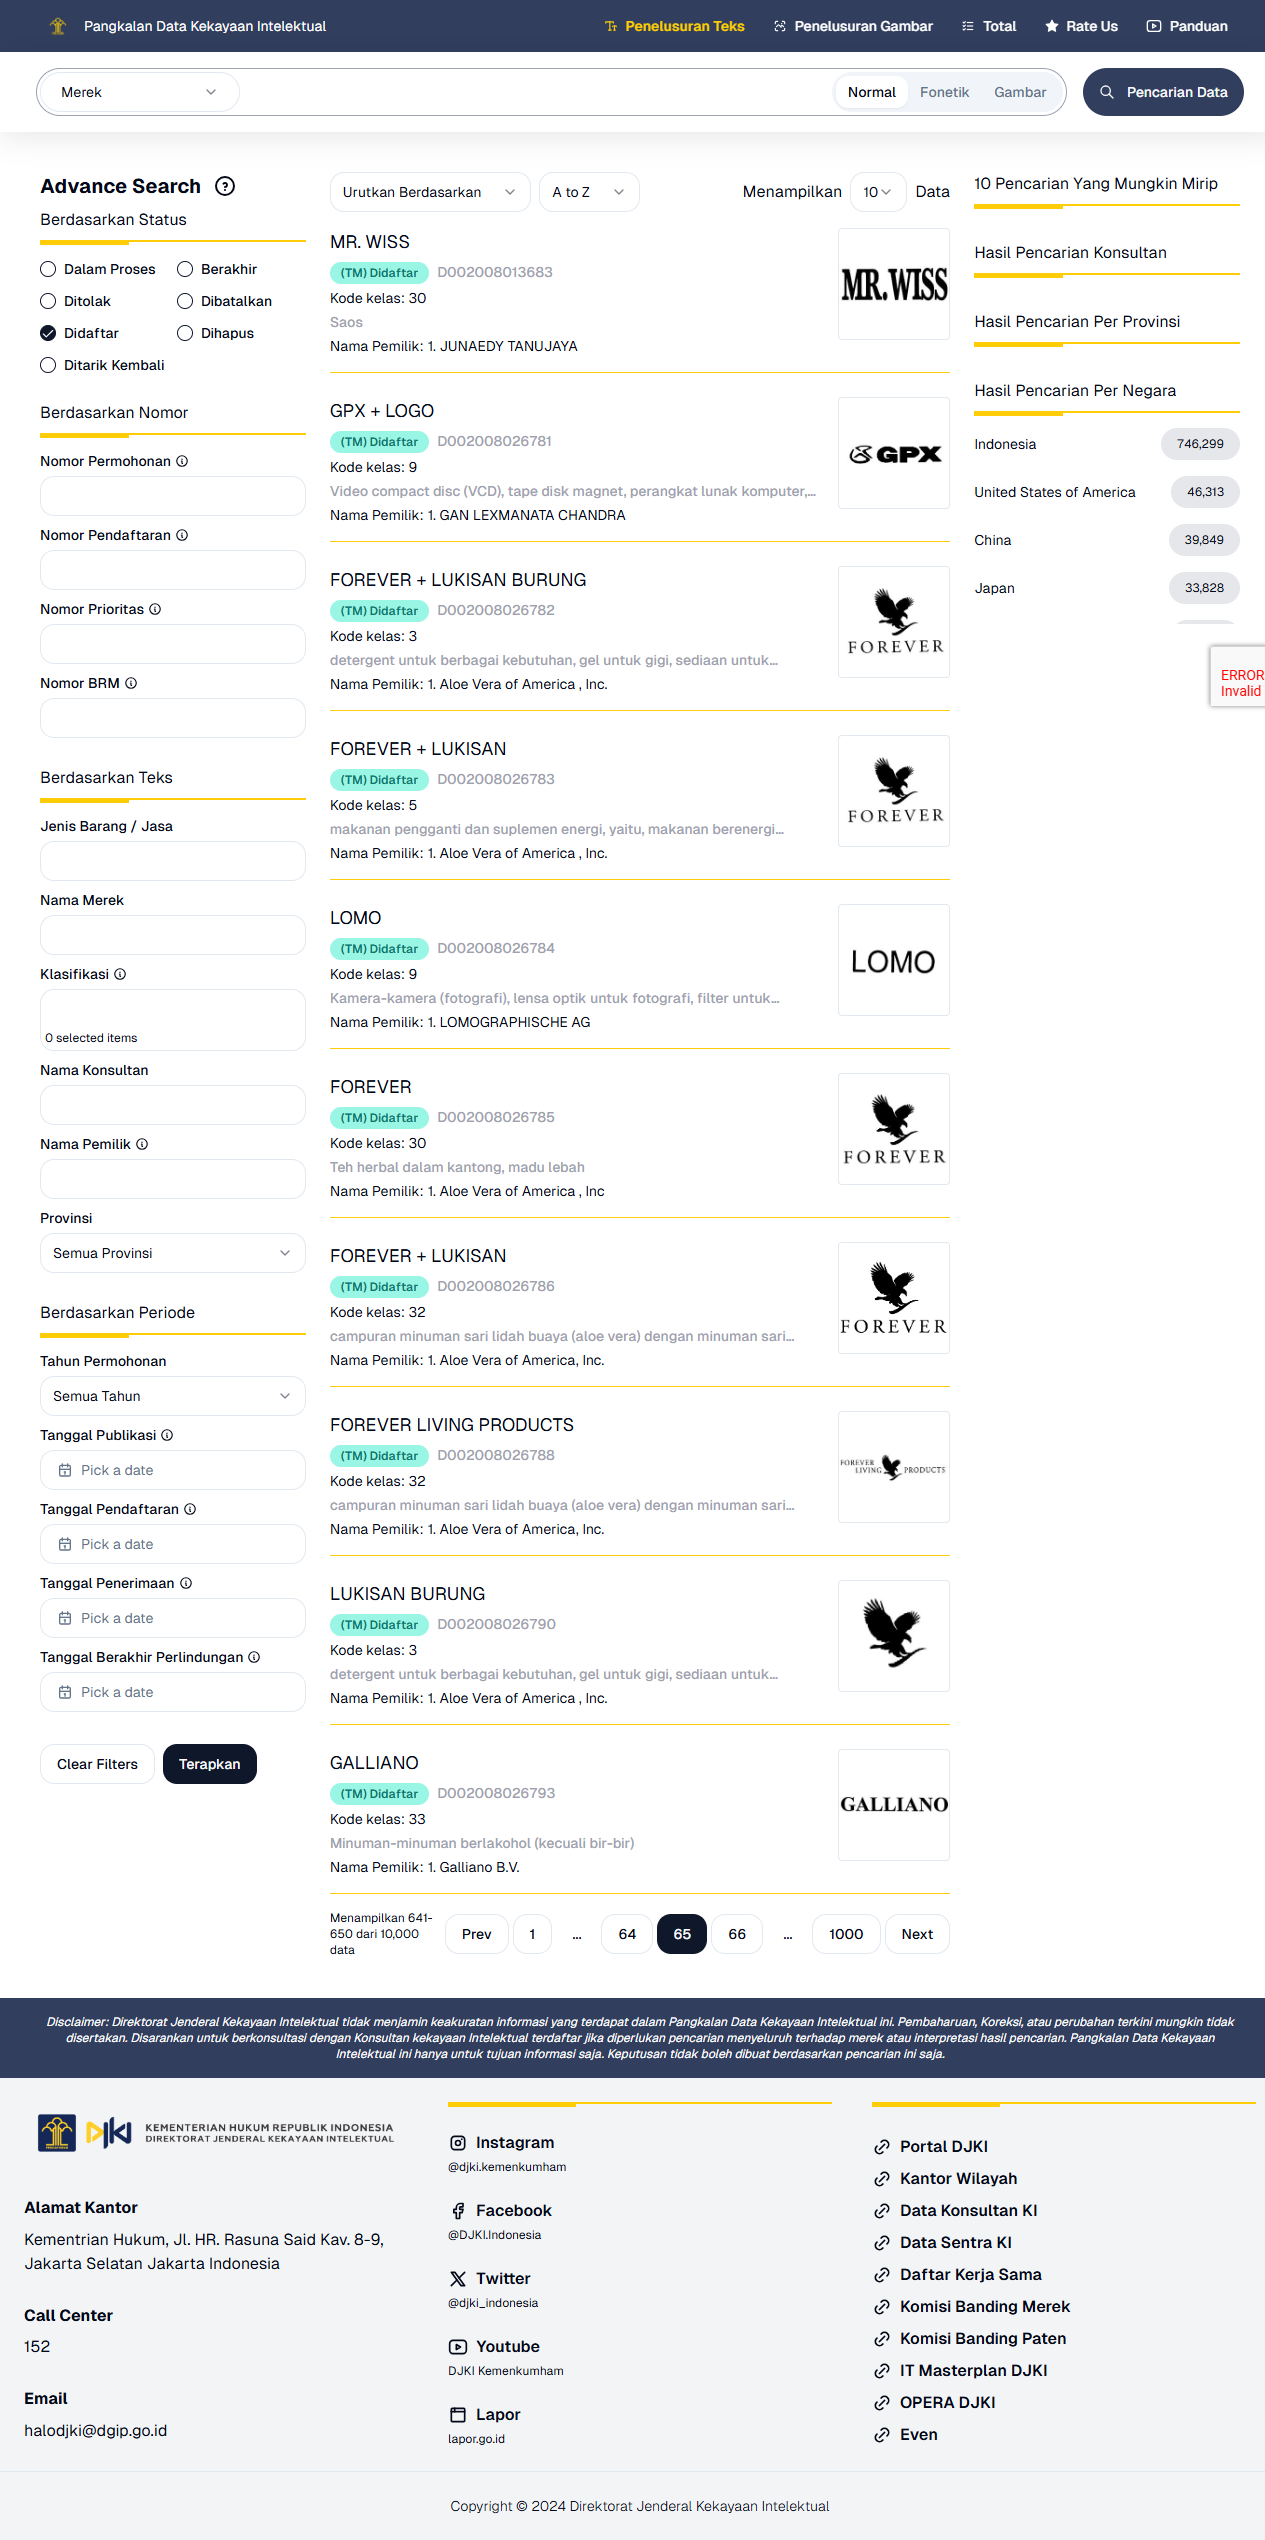 Pangkalan Data Kekayaan Intelektual
Penelusuran Teks
Penelusuran Gambar
Total
Rate Us
Panduan
Merek
Normal
Fonetik
Gambar
Pencarian Data
Advance Search
Berdasarkan Status
Dalam Proses
Berakhir
Ditolak
Dibatalkan
Didaftar
Dihapus
Ditarik Kembali
Berdasarkan Nomor
Nomor Permohonan
Nomor Pendaftaran
Nomor Prioritas
Nomor BRM
Berdasarkan Teks
Jenis Barang / Jasa
Nama Merek
Klasifikasi
0 selected items
Nama Konsultan
Nama Pemilik
Provinsi
Semua Provinsi
Berdasarkan Periode
Tahun Permohonan
Semua Tahun
Tanggal Publikasi
Pick a date
Tanggal Pendaftaran
Pick a date
Tanggal Penerimaan
Pick a date
Tanggal Berakhir Perlindungan
Pick a date
Clear Filters
Terapkan
Urutkan Berdasarkan
A to Z
Menampilkan
10
Data
MR. WISS
(TM) Didaftar D002008013683
Kode kelas: 30
Saos
Nama Pemilik: 1. JUNAEDY TANUJAYA
MR.WISS
GPX + LOGO
(TM) Didaftar D002008026781
Kode kelas: 9
Video compact disc (VCD), tape disk magnet, perangkat lunak komputer,...
Nama Pemilik: 1. GAN LEXMANATA CHANDRA
GPX
FOREVER + LUKISAN BURUNG
(TM) Didaftar D002008026782
Kode kelas: 3
detergent untuk berbagai kebutuhan, gel untuk gigi, sediaan untuk...
Nama Pemilik: 1. Aloe Vera of America , Inc.
FOREVER
FOREVER + LUKISAN
(TM) Didaftar D002008026783
Kode kelas: 5
makanan pengganti dan suplemen energi, yaitu, makanan berenergi...
Nama Pemilik: 1. Aloe Vera of America , Inc.
FOREVER
LOMO
(TM) Didaftar D002008026784
Kode kelas: 9
Kamera-kamera (fotografi), lensa optik untuk fotografi, filter untuk...
Nama Pemilik: 1. LOMOGRAPHISCHE AG
LOMO
FOREVER
(TM) Didaftar D002008026785
Kode kelas: 30
Teh herbal dalam kantong, madu lebah
Nama Pemilik: 1. Aloe Vera of America , Inc
FOREVER
FOREVER + LUKISAN
(TM) Didaftar D002008026786
Kode kelas: 32
campuran minuman sari lidah buaya (aloe vera) dengan minuman sari...
Nama Pemilik: 1. Aloe Vera of America, Inc.
FOREVER
FOREVER LIVING PRODUCTS
(TM) Didaftar D002008026788
Kode kelas: 32
campuran minuman sari lidah buaya (aloe vera) dengan minuman sari...
Nama Pemilik: 1. Aloe Vera of America, Inc.
FOREVER
LIVING PRODUCTS
LUKISAN BURUNG
(TM) Didaftar D002008026790
Kode kelas: 3
detergent untuk berbagai kebutuhan, gel untuk gigi, sediaan untuk...
Nama Pemilik: 1. Aloe Vera of America , Inc.
GALLIANO
(TM) Didaftar D002008026793
Kode kelas: 33
Minuman-minuman berlakohol (kecuali bir-bir)
Nama Pemilik: 1. Galliano B.V.
GALLIANO
Menampilkan 641-
650 dari 10,000
data
Prev 1 ... 64 65 66 ... 1000 Next
10 Pencarian Yang Mungkin Mirip
Hasil Pencarian Konsultan
Hasil Pencarian Per Provinsi
Hasil Pencarian Per Negara
Indonesia 746,299
United States of America 46,313
China 39,849
Japan 33,828
ERROR
Invalid
Disclaimer: Direktorat Jenderal Kekayaan Intelektual tidak menjamin keakuratan informasi yang terdapat dalam Pangkalan Data Kekayaan Intelektual ini. Pembaharuan, Koreksi, atau perubahan terkini mungkin tidak
disertakan. Disarankan untuk berkonsultasi dengan Konsultan kekayaan Intelektual terdaftar jika diperlukan pencarian menyeluruh terhadap merek atau interpretasi hasil pencarian. Pangkalan Data Kekayaan
Intelektual ini hanya untuk tujuan informasi saja. Keputusan tidak boleh dibuat berdasarkan pencarian ini saja.
KEMENTERIAN HUKUM REPUBLIK INDONESIA
DIREKTORAT JENDERAL KEKAYAAN INTELEKTUAL
Alamat Kantor
Kementrian Hukum, Jl. HR. Rasuna Said Kav. 8-9,
Jakarta Selatan Jakarta Indonesia
Call Center
152
Email
halodjki@dgip.go.id
Instagram
@djki.kemenkumham
Facebook
@DJKI.Indonesia
Twitter
@djki_indonesia
Youtube
DJKI Kemenkumham
Lapor
lapor.go.id
Portal DJKI
Kantor Wilayah
Data Konsultan KI
Data Sentra KI
Daftar Kerja Sama
Komisi Banding Merek
Komisi Banding Paten
IT Masterplan DJKI
OPERA DJKI
Even
Copyright © 2024 Direktorat Jenderal Kekayaan Intelektual